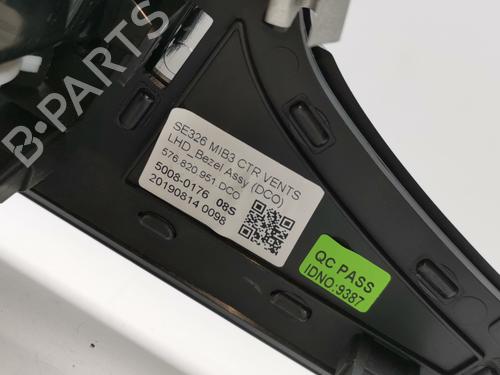 SE326 MIB3 CTR VENTS
LHD_Bezel Assy (DCO)
576.820.951.DCO
5008-0176 08S
20190814 0098
QC PASS
IDNO:9387
B-PARTS